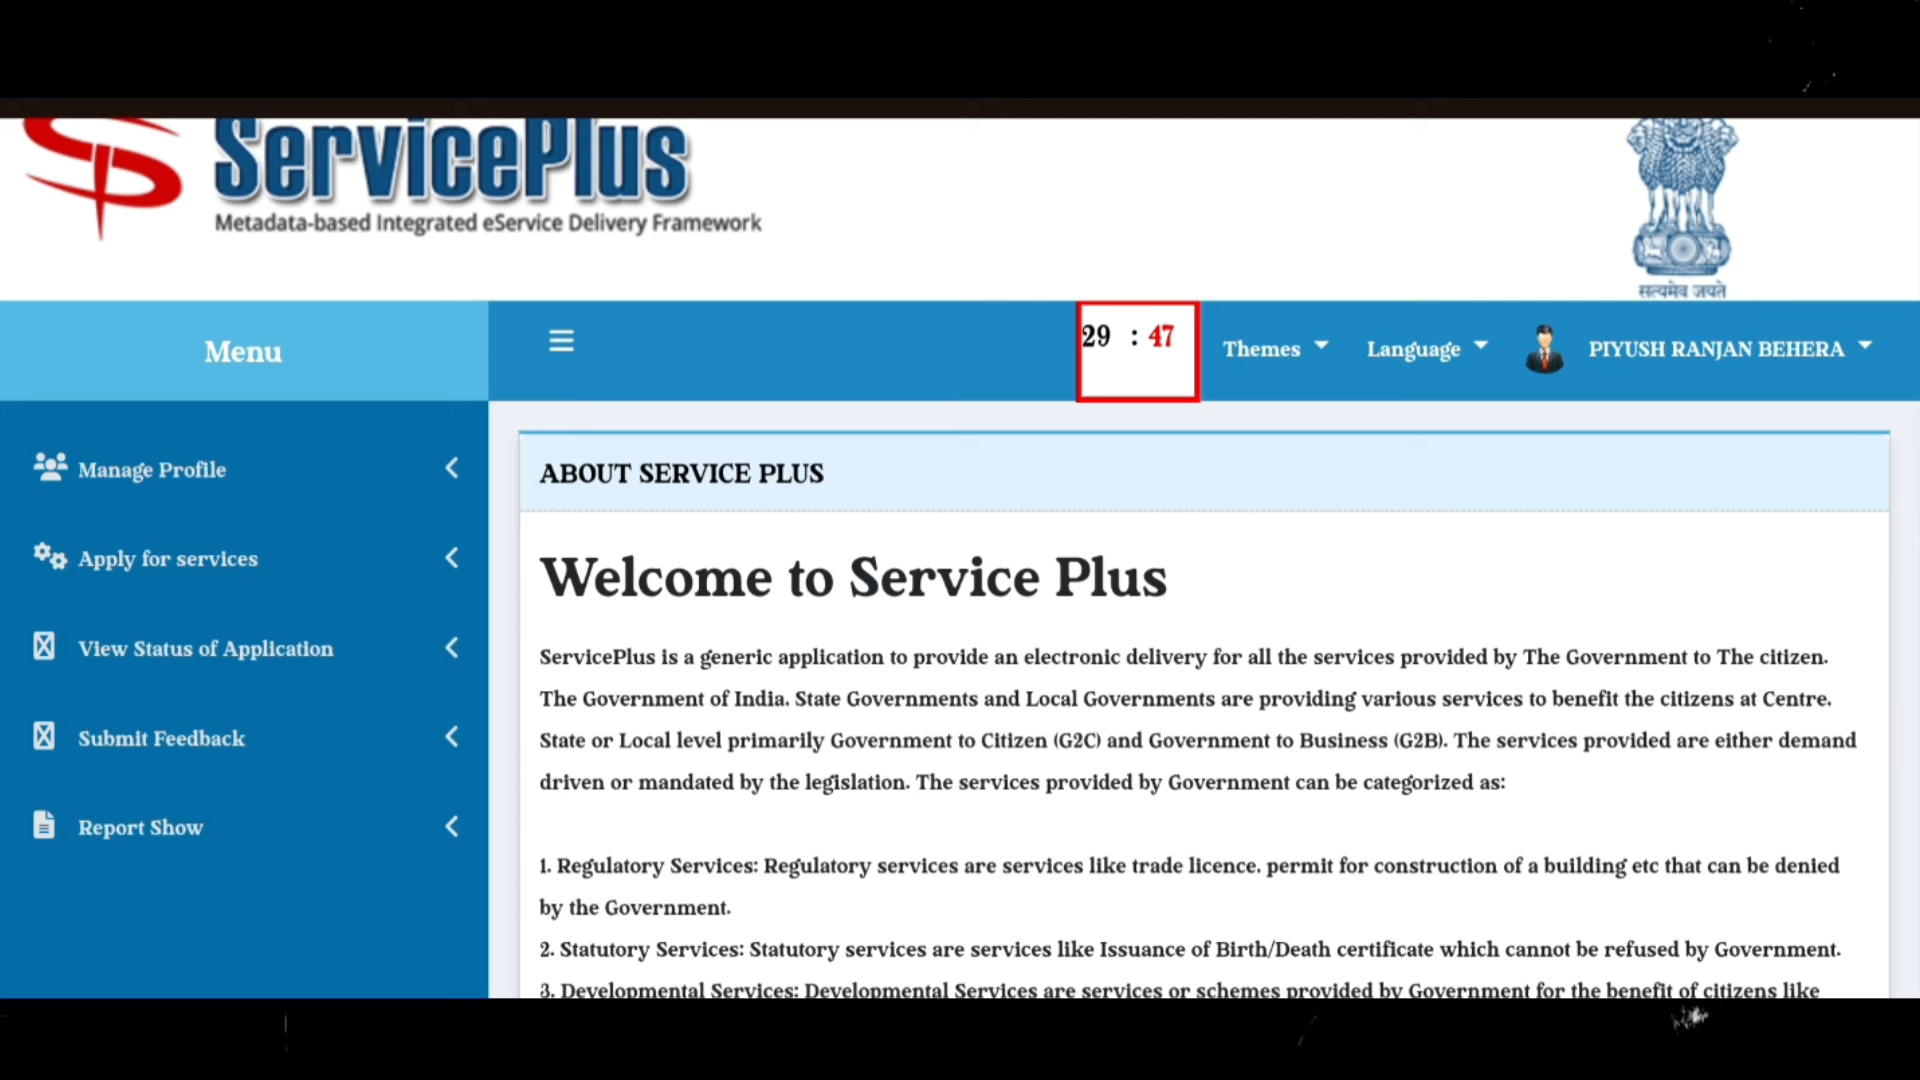 ServicePlus
Metadata-based Integrated eService Delivery Framework
सत्यमेव जयते
Menu
29 : 47
Themes
Language
PIYUSH RANJAN BEHERA
Manage Profile
Apply for services
View Status of Application
Submit Feedback
Report Show
ABOUT SERVICE PLUS
Welcome to Service Plus
ServicePlus is a generic application to provide an electronic delivery for all the services provided by The Government to The citizen.
The Government of India. State Governments and Local Governments are providing various services to benefit the citizens at Centre.
State or Local level primarily Government to Citizen (G2C) and Government to Business (G2B). The services provided are either demand
driven or mandated by the legislation. The services provided by Government can be categorized as:
1. Regulatory Services: Regulatory services are services like trade licence. permit for construction of a building etc that can be denied
by the Government.
2. Statutory Services: Statutory services are services like Issuance of Birth/Death certificate which cannot be refused by Government.
3. Developmental Services: Developmental Services are services or schemes provided by Government for the benefit of citizens like